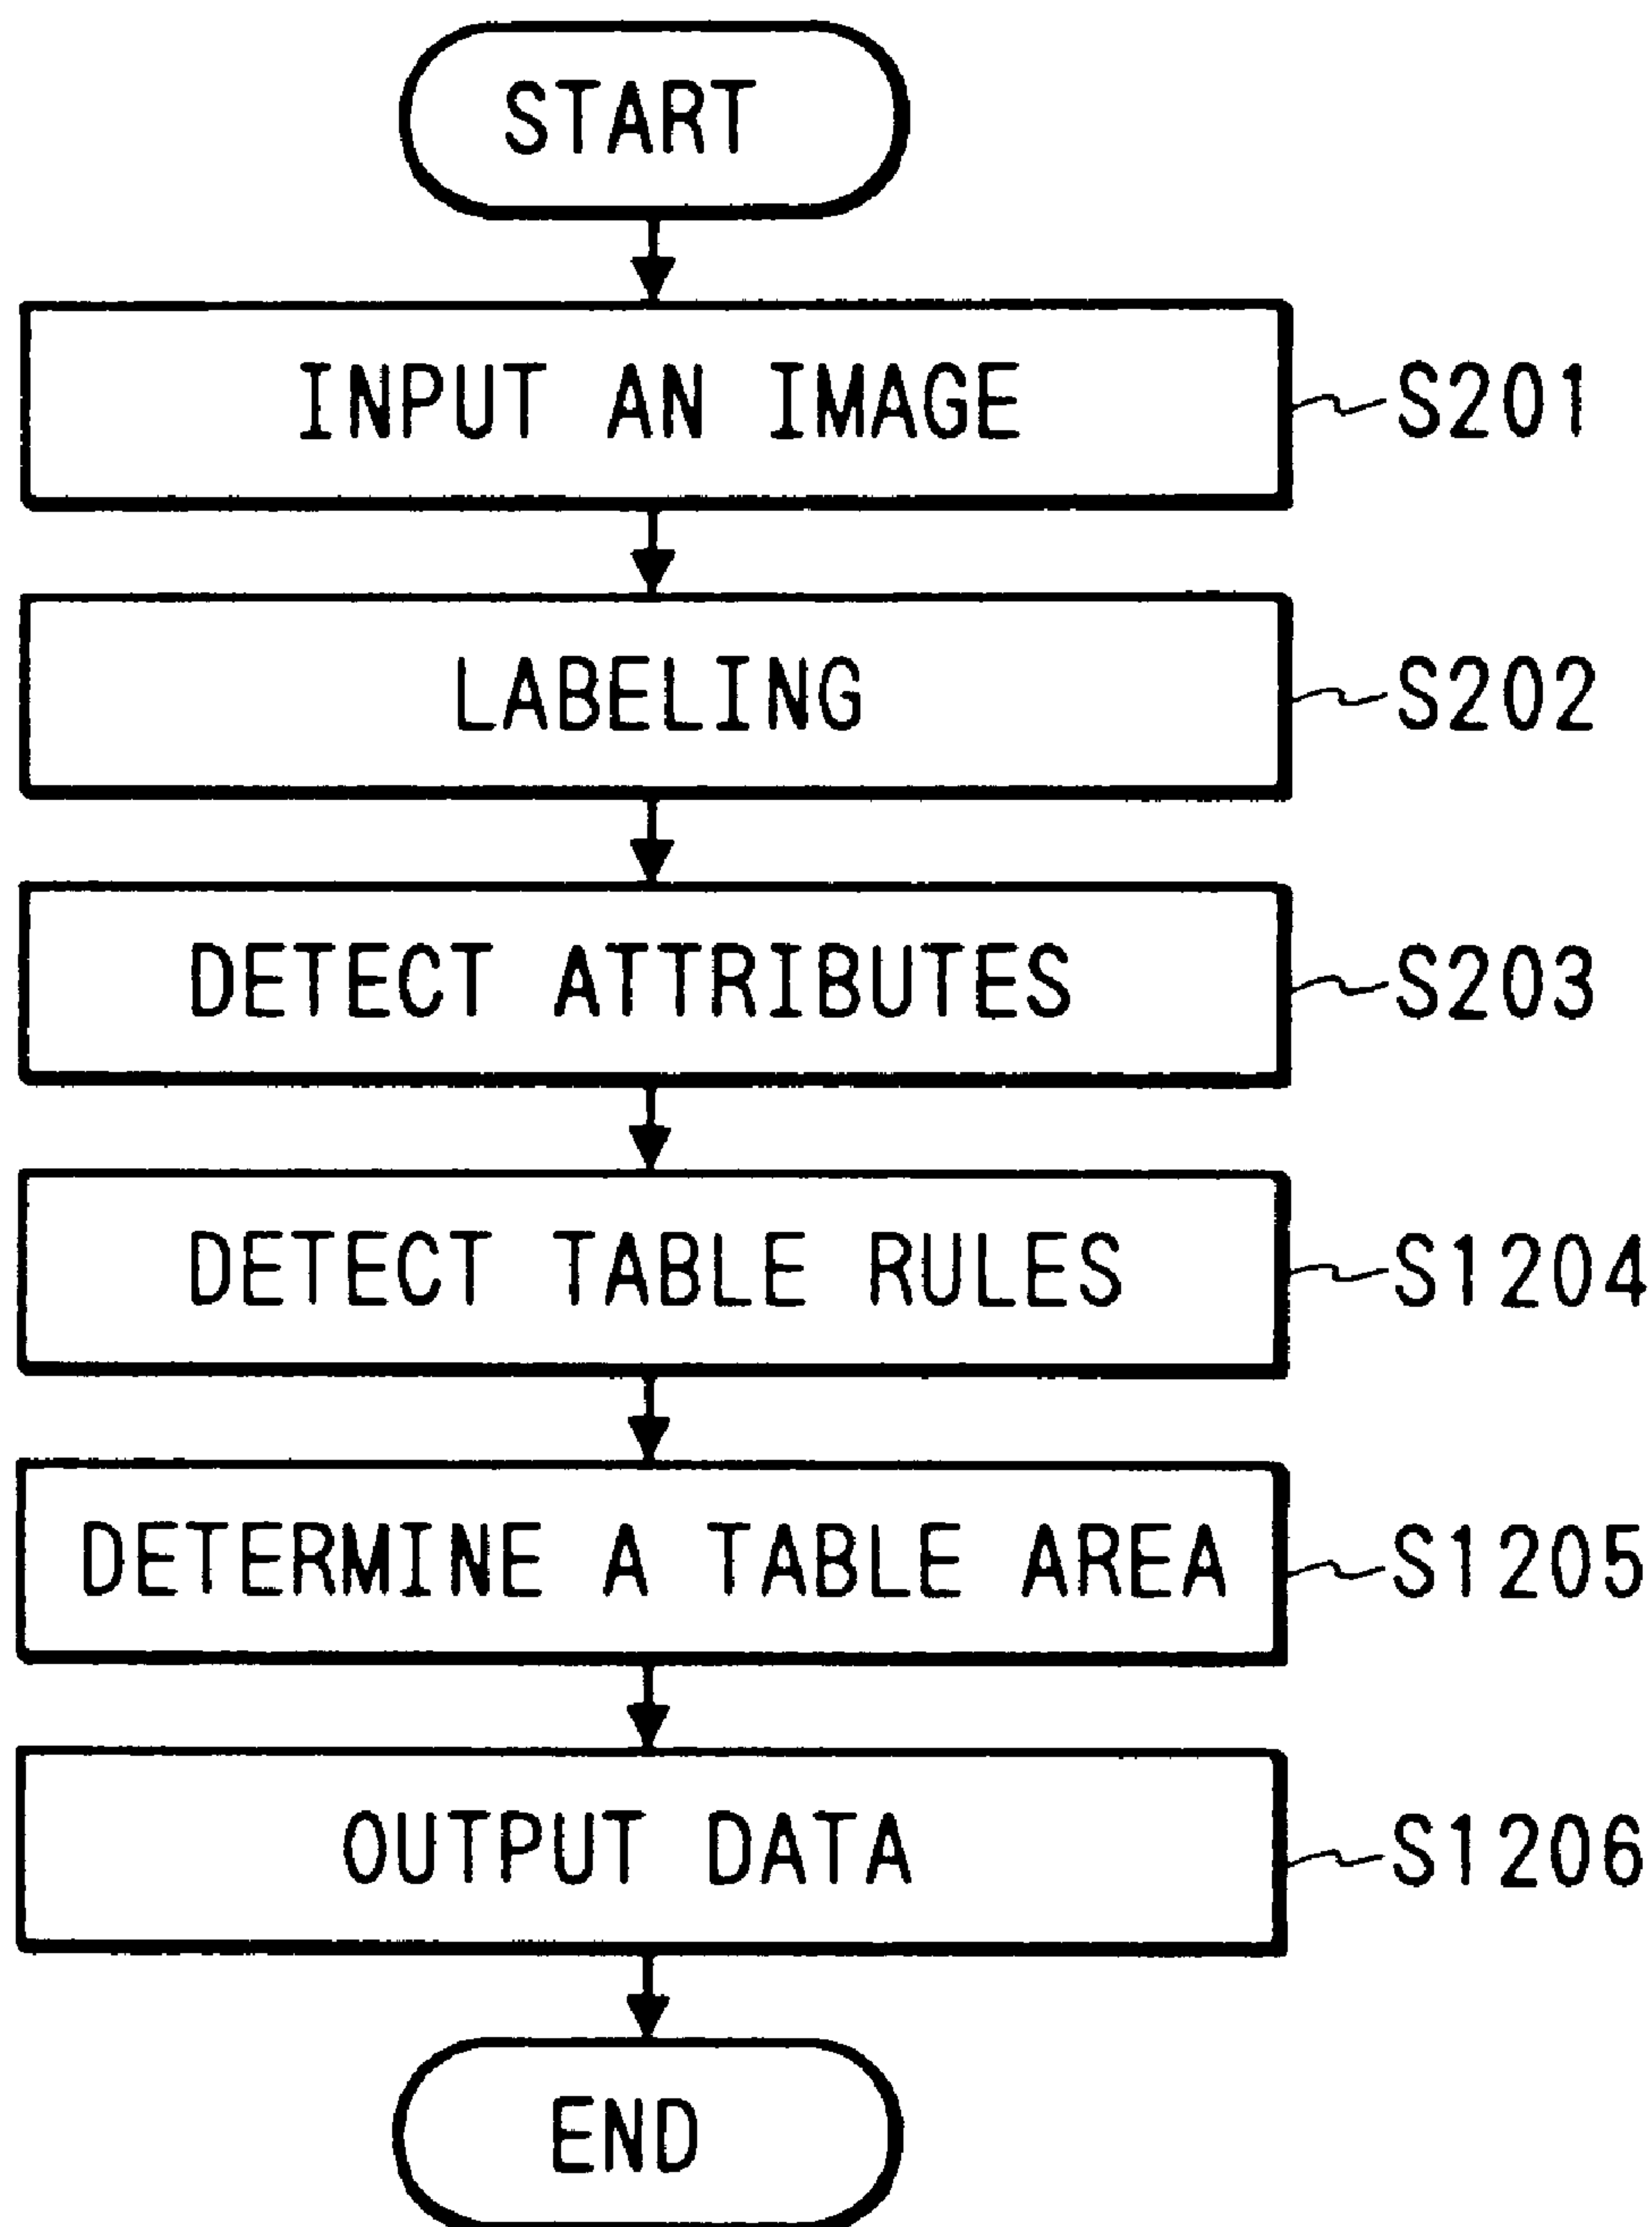 START
INPUT AN IMAGE S201
LABELING S202
DETECT ATTRIBUTES S203
DETECT TABLE RULES S1204
DETERMINE A TABLE AREA S1205
OUTPUT DATA S1206
END